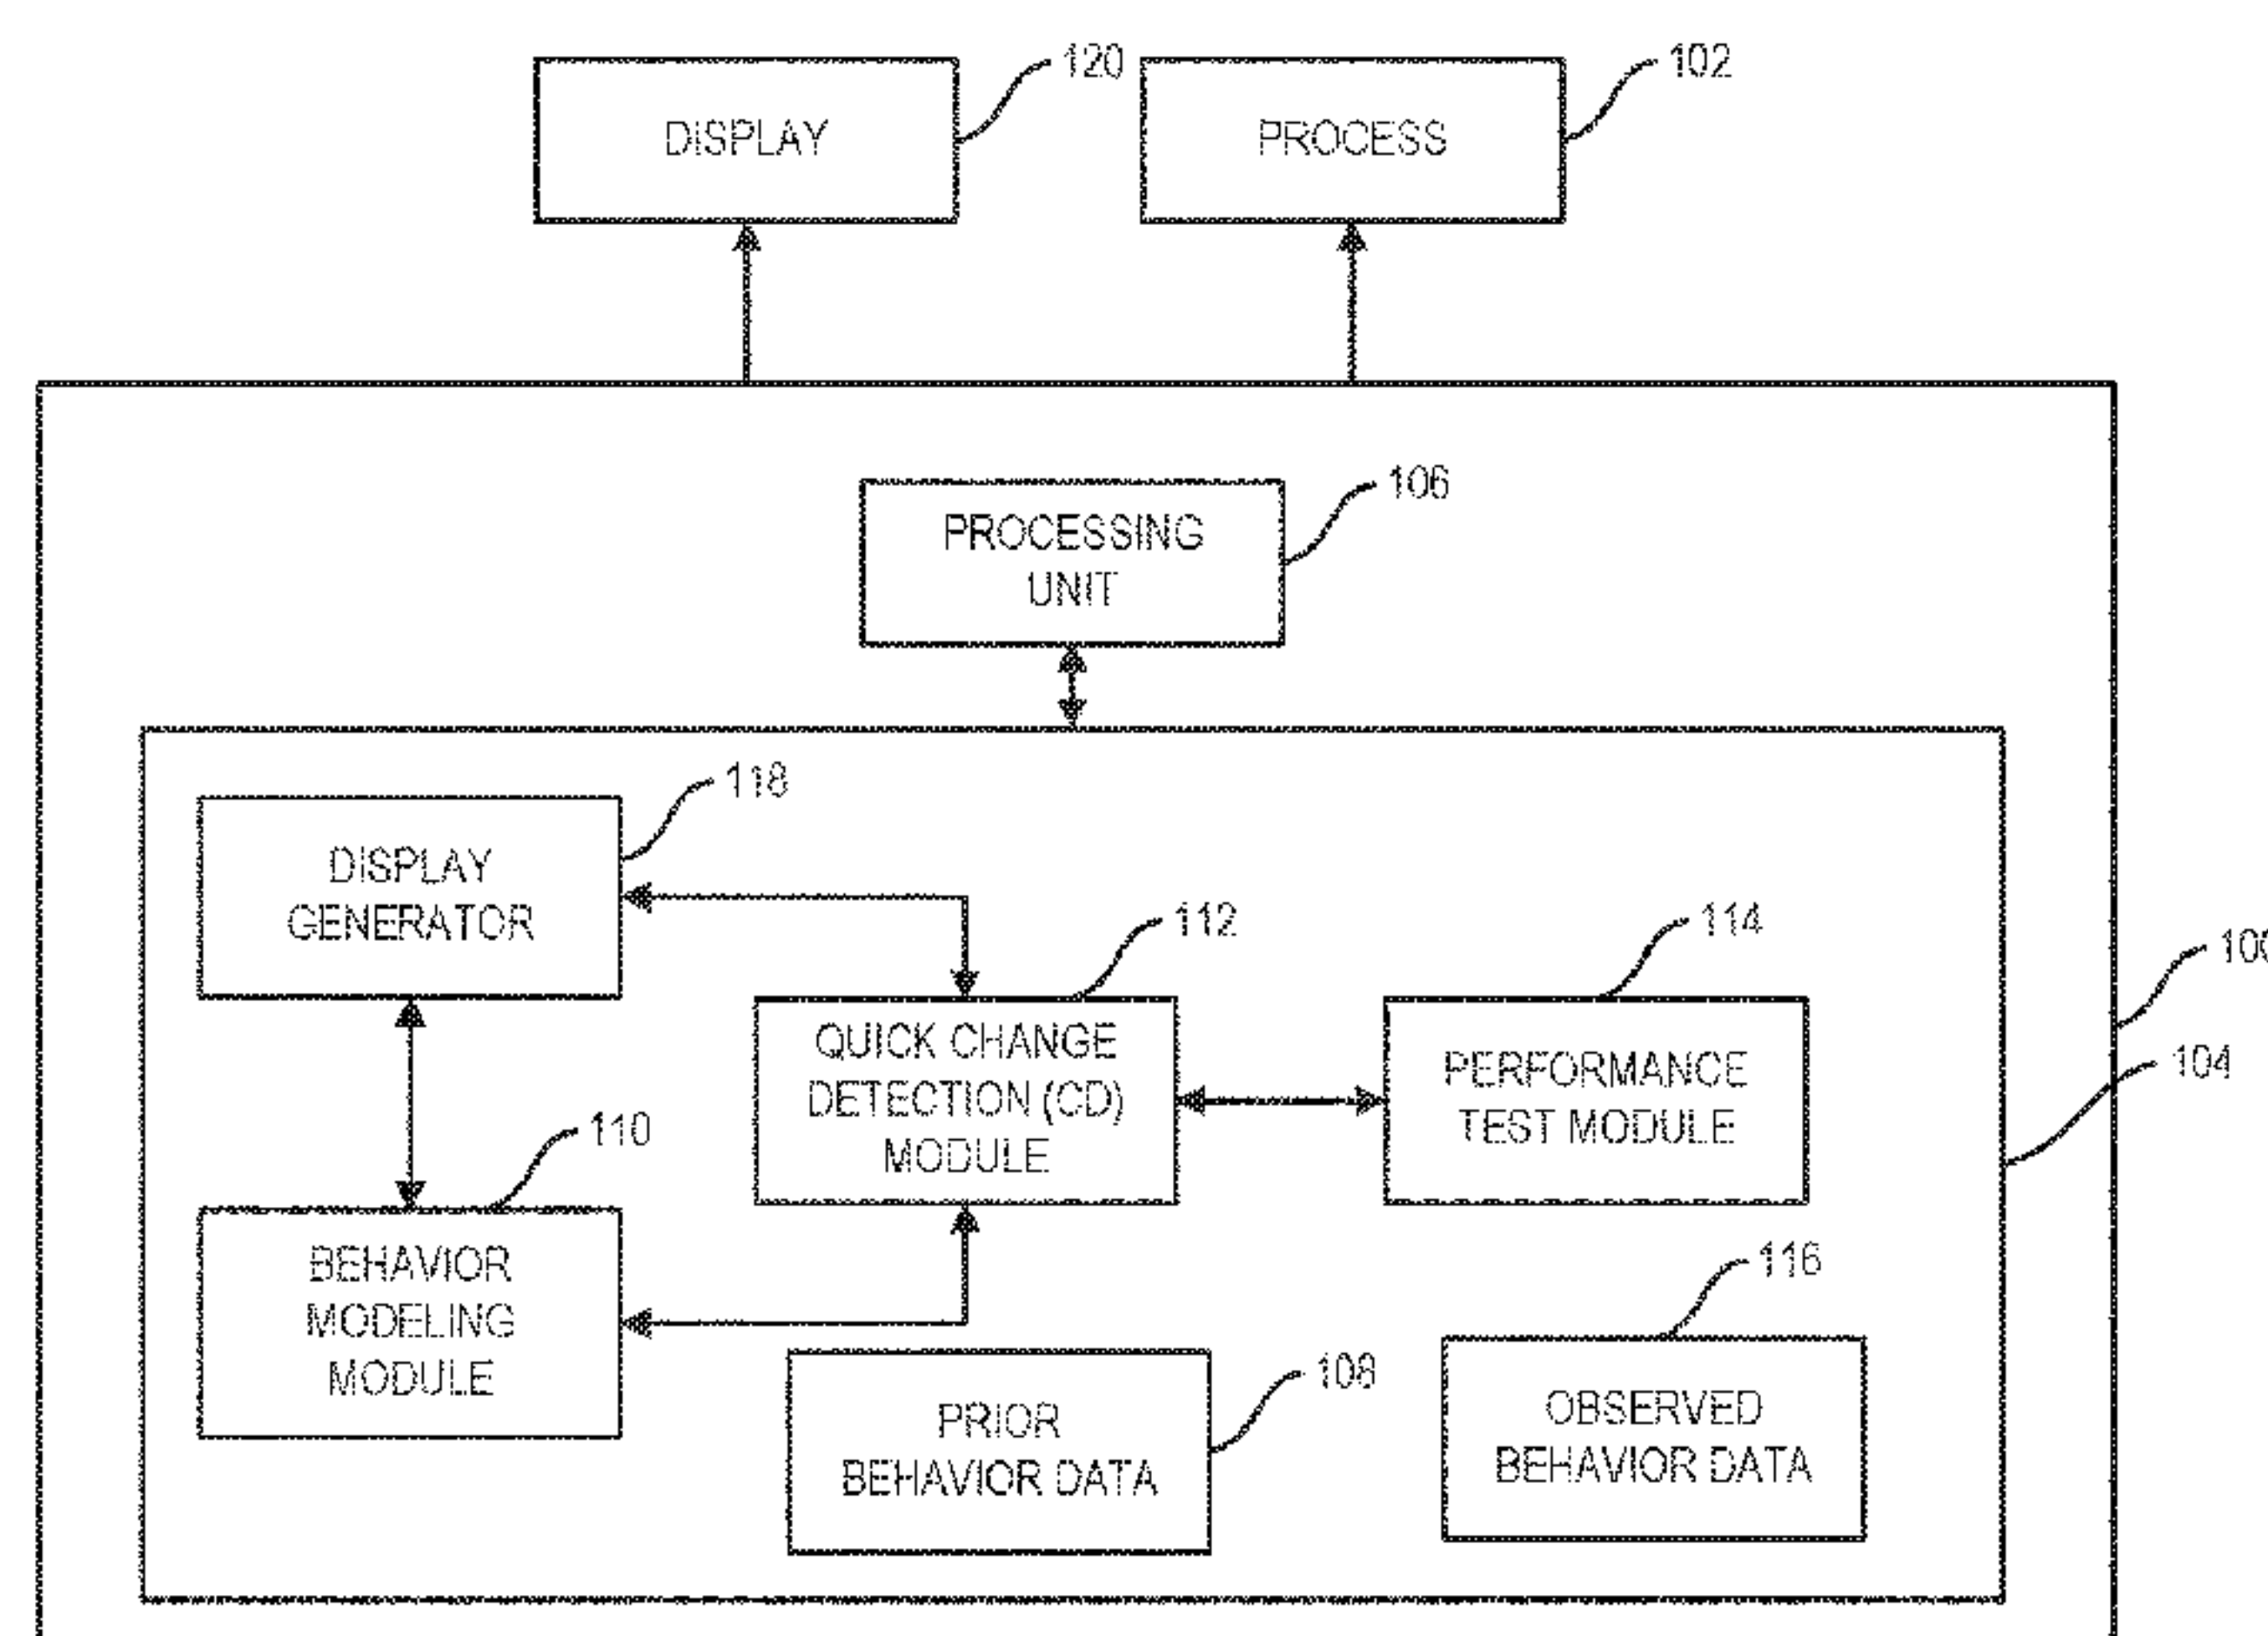 120
102
DISPLAY
PROCESS
106
PROCESSING
UNIT
118
DISPLAY
GENERATOR
112
114
QUICK CHANGE
DETECTION (CD)
MODULE
PERFORMANCE
TEST MODULE
104
110
BEHAVIOR
MODELING
MODULE
116
108
PRIOR
BEHAVIOR DATA
OBSERVED
BEHAVIOR DATA